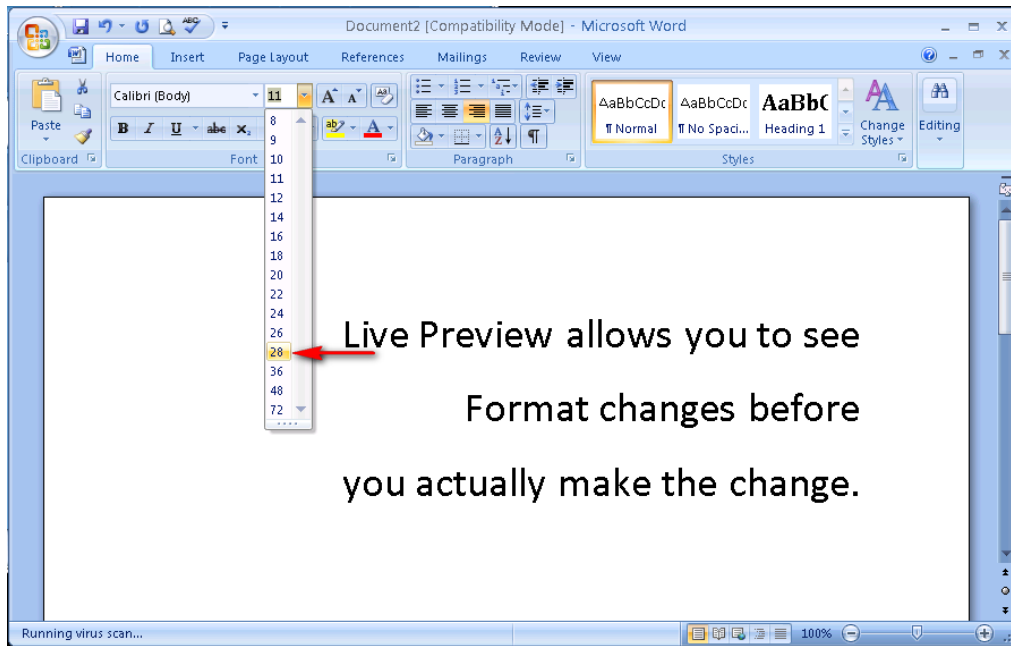 Document2 [Compatibility Mode] - Microsoft Word
Home Insert Page Layout References Mailings Review View
Calibri (Body) 11 A A Aa
Paste B I U abe x, ab A ¶ AaBbCcDc AaBbCcDc AaBbC
¶ Normal ¶ No Spaci... Heading 1 Change Styles Editing
Clipboard Font Paragraph Styles
8
9
10
11
12
14
16
18
20
22
24
26
28
36
48
72
Live Preview allows you to see
Format changes before
you actually make the change.
Running virus scan... 100%